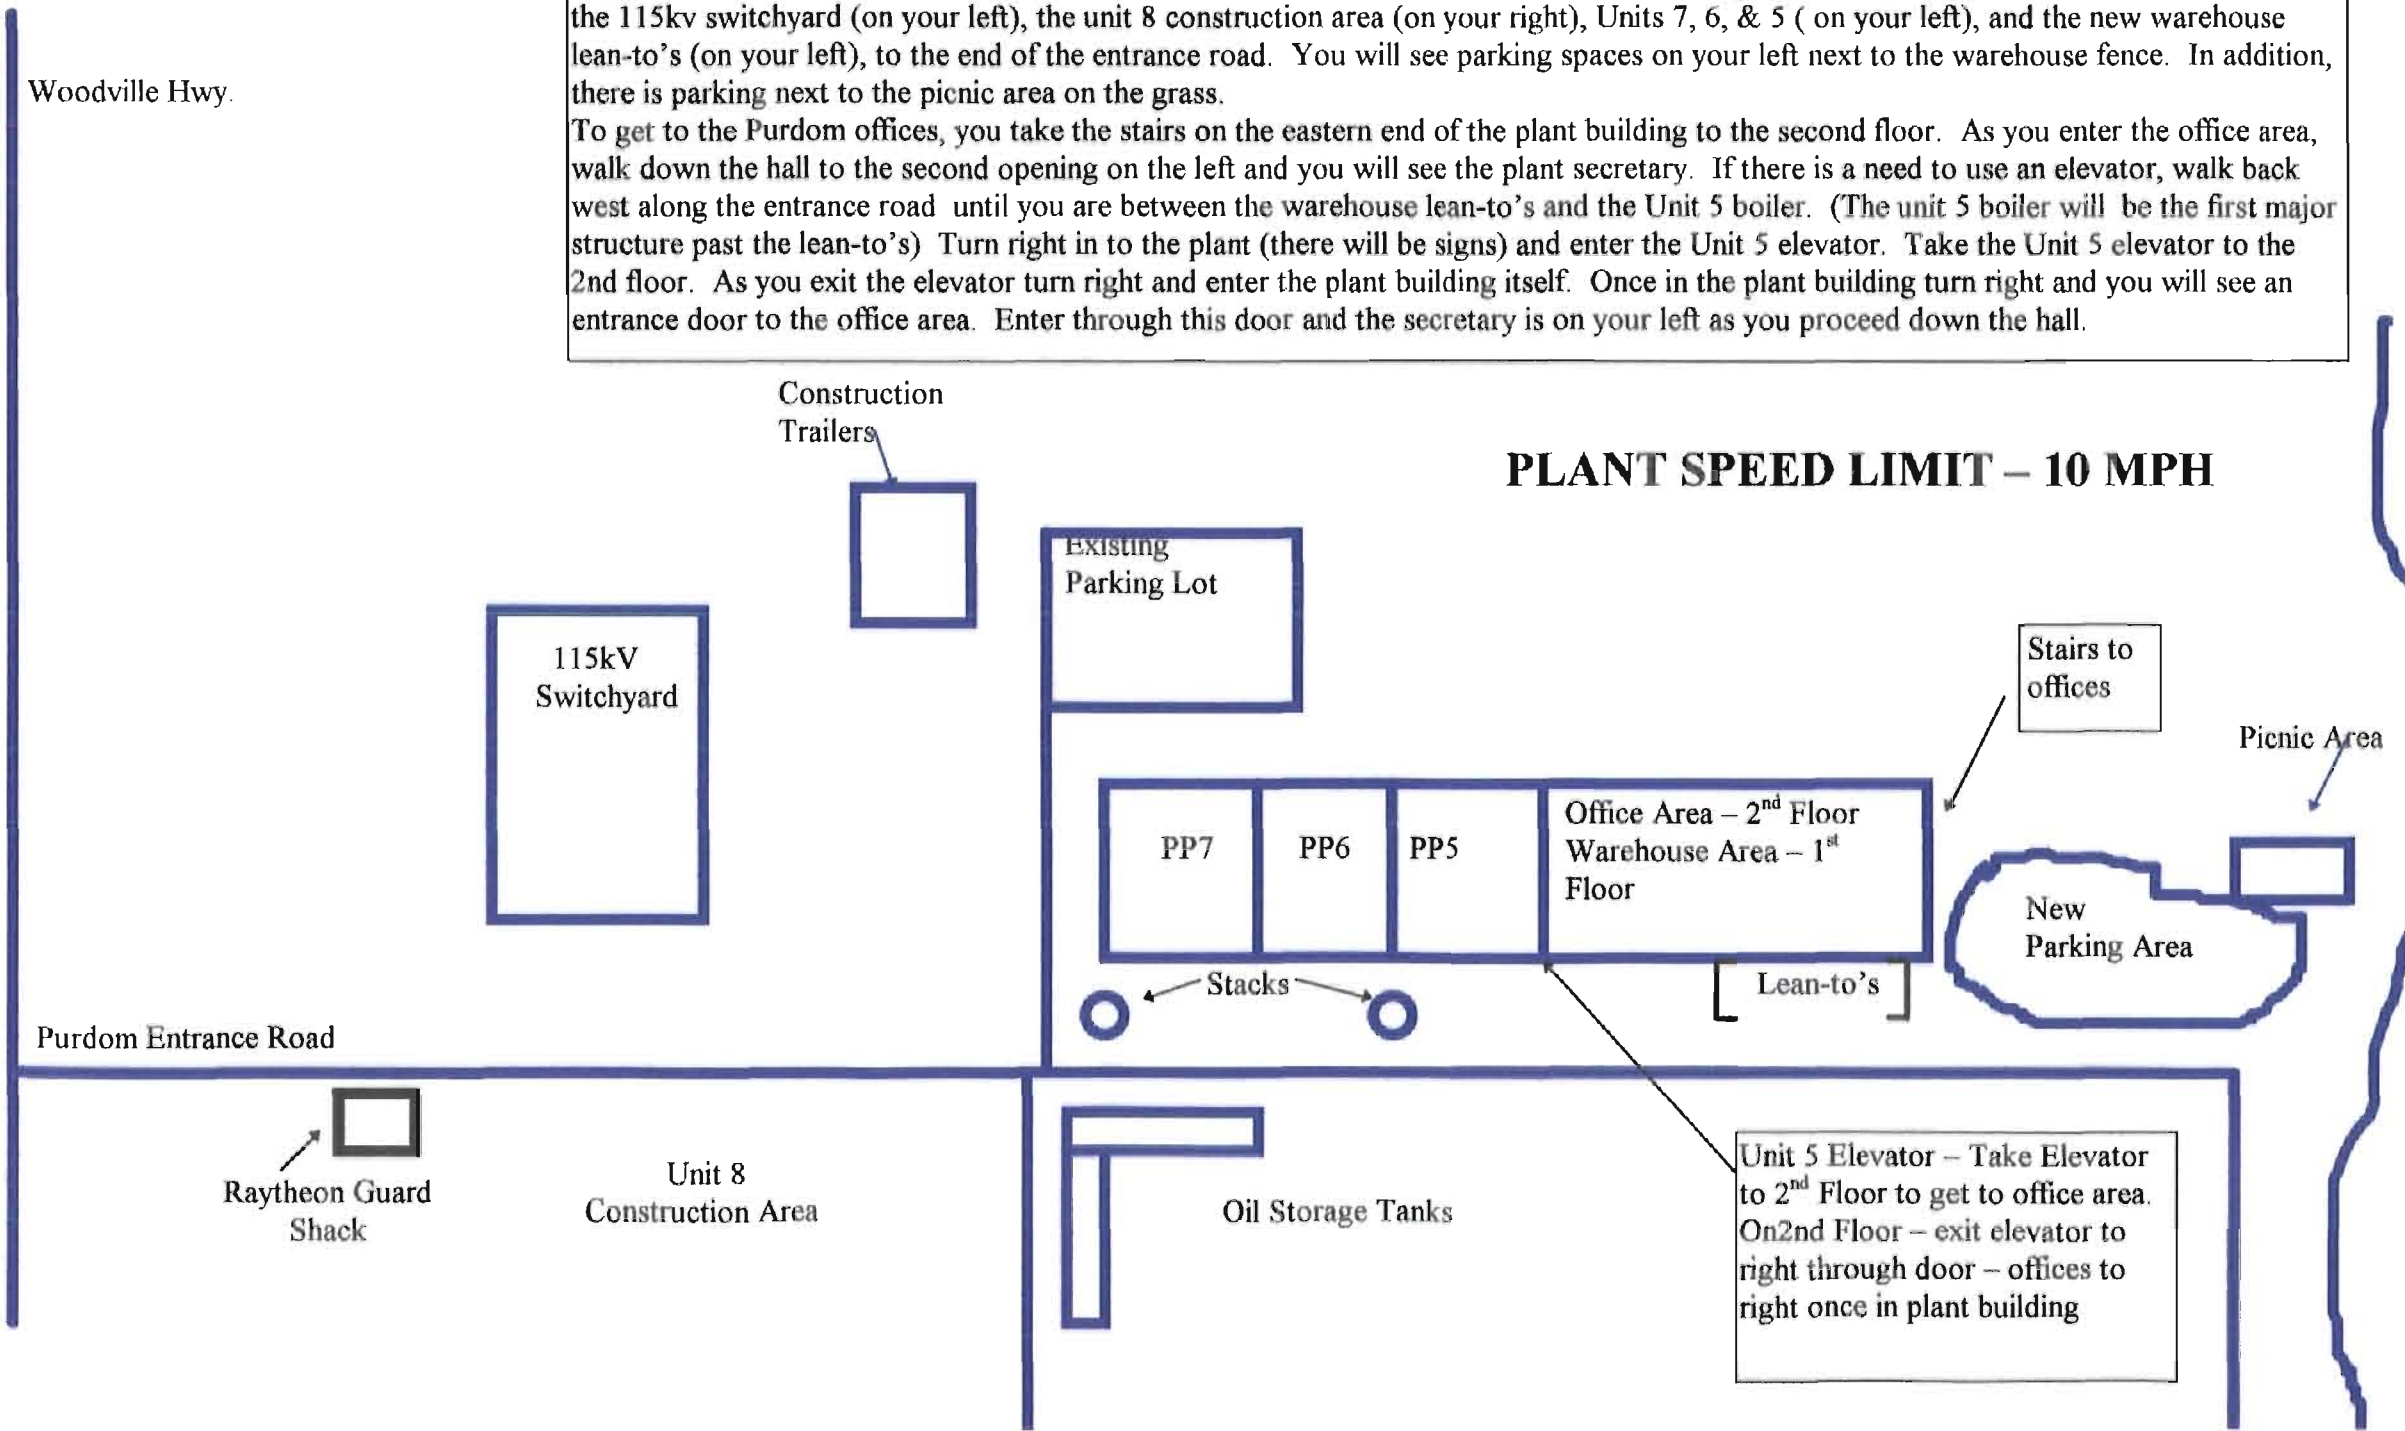 the 115kv switchyard (on your left), the unit 8 construction area (on your right), Units 7, 6, & 5 ( on your left), and the new warehouse
lean-to's (on your left), to the end of the entrance road.  You will see parking spaces on your left next to the warehouse fence.  In addition,
there is parking next to the picnic area on the grass.
To get to the Purdom offices, you take the stairs on the eastern end of the plant building to the second floor.  As you enter the office area,
walk down the hall to the second opening on the left and you will see the plant secretary.  If there is a need to use an elevator, walk back
west along the entrance road  until you are between the warehouse lean-to's and the Unit 5 boiler.  (The unit 5 boiler will  be the first major
structure past the lean-to's)  Turn right in to the plant (there will be signs) and enter the Unit 5 elevator.  Take the Unit 5 elevator to the
2nd floor.  As you exit the elevator turn right and enter the plant building itself.  Once in the plant building turn right and you will see an
entrance door to the office area.  Enter through this door and the secretary is on your left as you proceed down the hall.
Woodville Hwy.
Construction
Trailers
PLANT SPEED LIMIT – 10 MPH
Existing
Parking Lot
115kV
Switchyard
Stairs to
offices
Picnic Area
PP7
PP6
PP5
Office Area – 2nd Floor
Warehouse Area – 1st
Floor
New
Parking Area
Stacks
Lean-to's
Purdom Entrance Road
Raytheon Guard
Shack
Unit 8
Construction Area
Oil Storage Tanks
Unit 5 Elevator – Take Elevator
to 2nd Floor to get to office area.
On2nd Floor – exit elevator to
right through door – offices to
right once in plant building